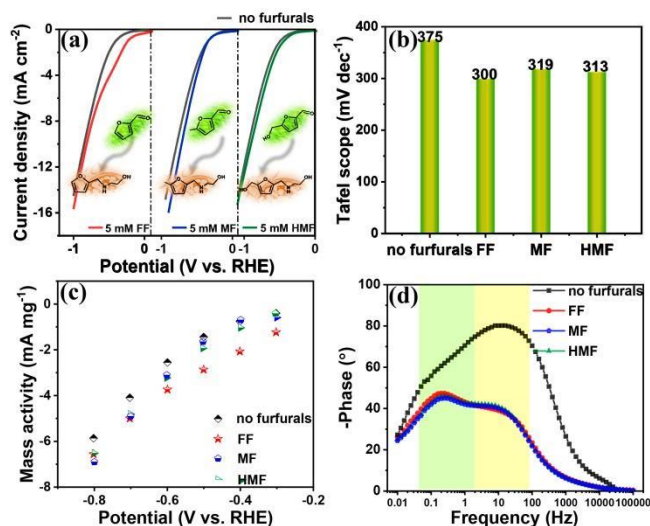 (a)
no furfurals
Current density (mA cm⁻²)
0
-4
-8
-12
-16
O
OH
5 mM FF
5 mM MF
5 mM HMF
-1 0 -1 0 -1 0
Potential (V vs. RHE)
(b)
Tafel scope (mV dec⁻¹)
400
300
200
100
0
375
300
319
313
no furfurals FF MF HMF
(c)
Mass activity (mA mg⁻¹)
0
-2
-4
-6
-8
no furfurals
FF
MF
HMF
-0.8 -0.6 -0.4 -0.2
Potential (V vs. RHE)
(d)
-Phase (°)
100
80
60
40
20
0
no furfurals
FF
MF
HMF
0.01 0.1 1 10 100 1000 10000 100000
Frequency (Hz)